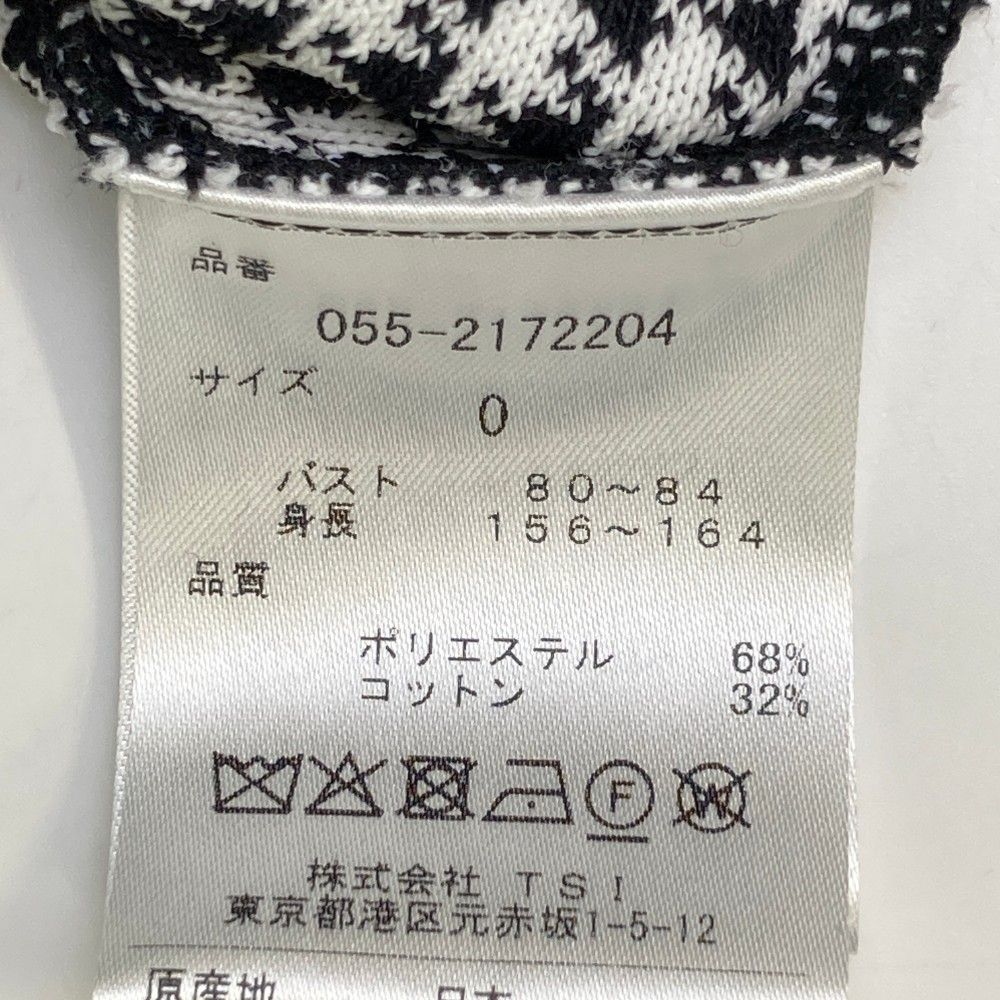 品番
055-2172204
サイズ
0
バスト 80～84
身長 156～164
品質
ポリエステル 68%
コットン 32%
F W
株式会社 TSI
東京都港区元赤坂1-5-12
原産地 日本